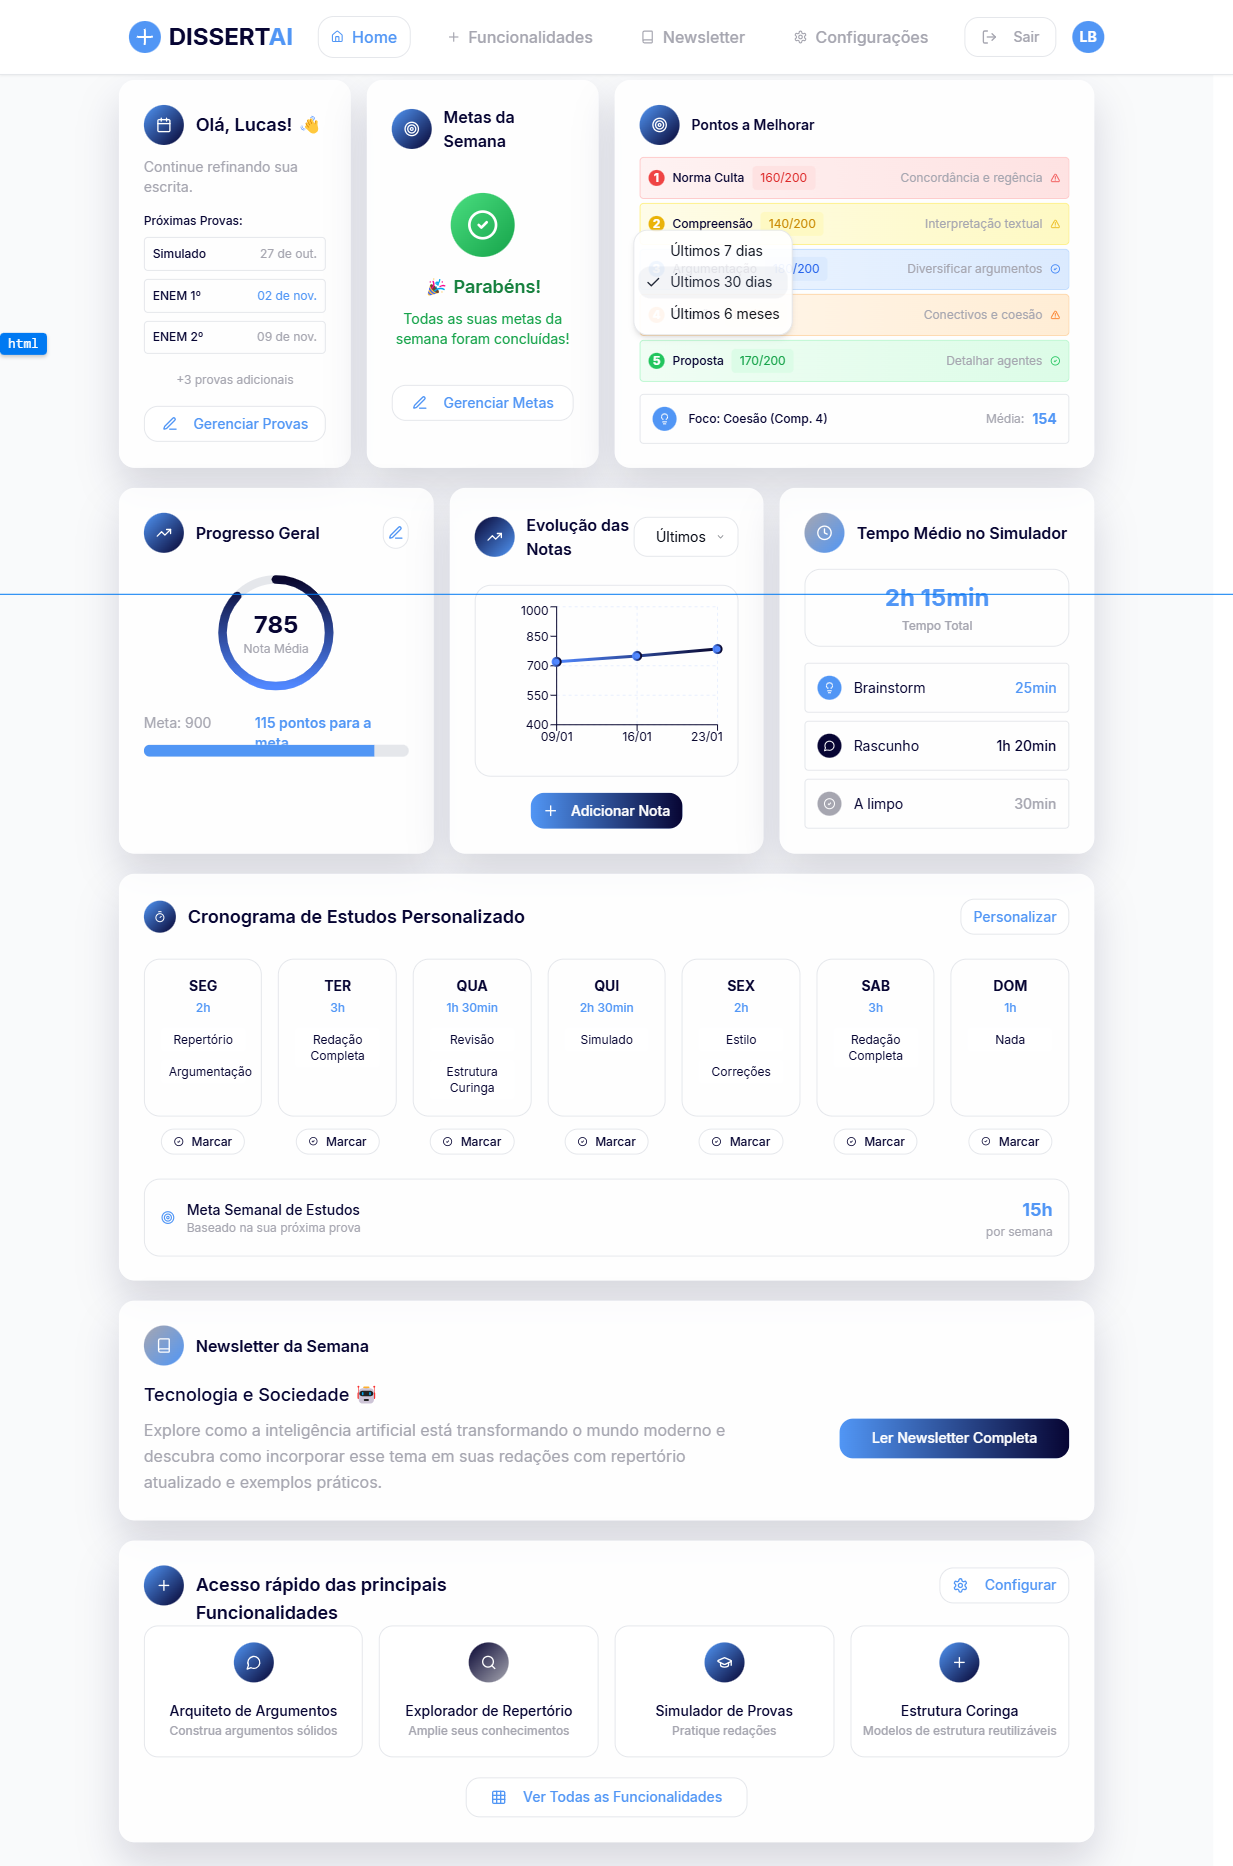 DISSERTAI
Home
Funcionalidades
Newsletter
Configurações
Sair
LB
Olá, Lucas! 👋
Continue refinando sua
escrita.
Próximas Provas:
Simulado 27 de out.
ENEM 1º 02 de nov.
ENEM 2º 09 de nov.
+3 provas adicionais
Gerenciar Provas
Metas da
Semana
🎉 Parabéns!
Todas as suas metas da
semana foram concluídas!
Gerenciar Metas
Pontos a Melhorar
1 Norma Culta 160/200 Concordância e regência
2 Compreensão 140/200 Interpretação textual
/200 Diversificar argumentos
Conectivos e coesão
5 Proposta 170/200 Detalhar agentes
Últimos 7 dias
Últimos 30 dias
Últimos 6 meses
Foco: Coesão (Comp. 4) Média: 154
html
Progresso Geral
785
Nota Média
Meta: 900
115 pontos para a
meta
Evolução das
Notas
Últimos
1000
850
700
550
400
09/01 16/01 23/01
Adicionar Nota
Tempo Médio no Simulador
2h 15min
Tempo Total
Brainstorm 25min
Rascunho 1h 20min
A limpo 30min
Cronograma de Estudos Personalizado
Personalizar
SEG
2h
Repertório
Argumentação
Marcar
TER
3h
Redação
Completa
Marcar
QUA
1h 30min
Revisão
Estrutura
Curinga
Marcar
QUI
2h 30min
Simulado
Marcar
SEX
2h
Estilo
Correções
Marcar
SAB
3h
Redação
Completa
Marcar
DOM
1h
Nada
Marcar
Meta Semanal de Estudos
Baseado na sua próxima prova
15h
por semana
Newsletter da Semana
Tecnologia e Sociedade 🤖
Explore como a inteligência artificial está transformando o mundo moderno e
descubra como incorporar esse tema em suas redações com repertório
atualizado e exemplos práticos.
Ler Newsletter Completa
Acesso rápido das principais
Funcionalidades
Configurar
Arquiteto de Argumentos
Construa argumentos sólidos
Explorador de Repertório
Amplie seus conhecimentos
Simulador de Provas
Pratique redações
Estrutura Coringa
Modelos de estrutura reutilizáveis
Ver Todas as Funcionalidades